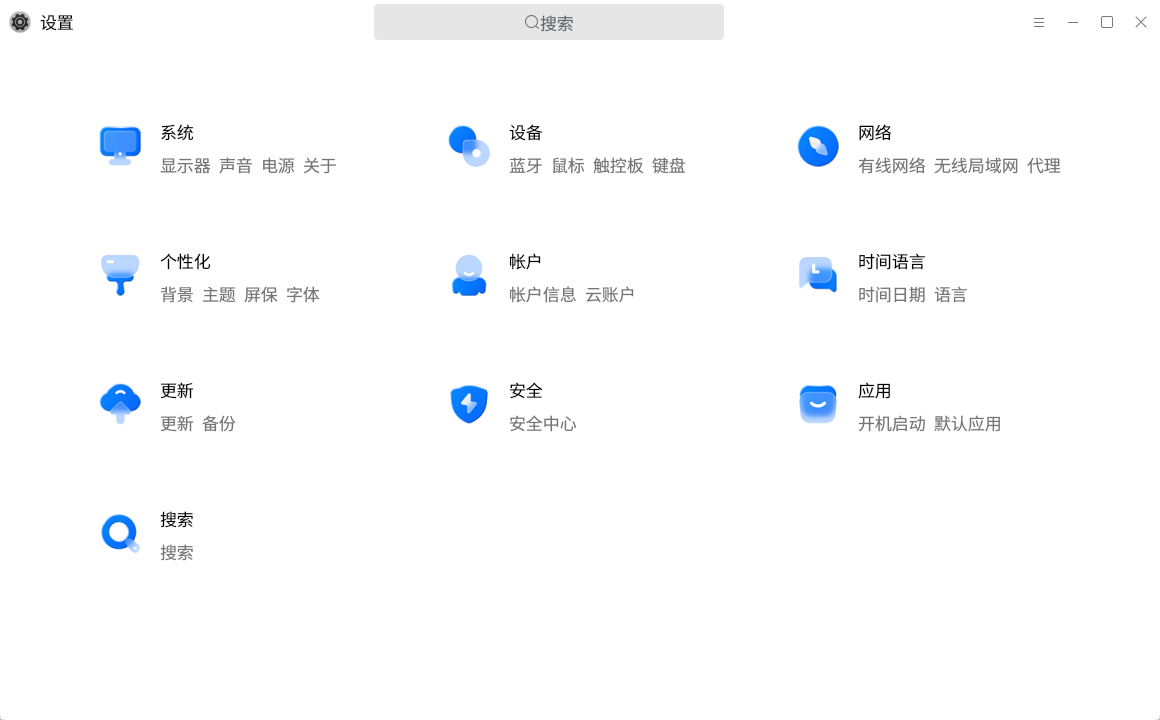 设置
搜索
系统
显示器 声音 电源 关于
设备
蓝牙 鼠标 触控板 键盘
网络
有线网络 无线局域网 代理
个性化
背景 主题 屏保 字体
帐户
帐户信息 云账户
时间语言
时间日期 语言
更新
更新 备份
安全
安全中心
应用
开机启动 默认应用
搜索
搜索